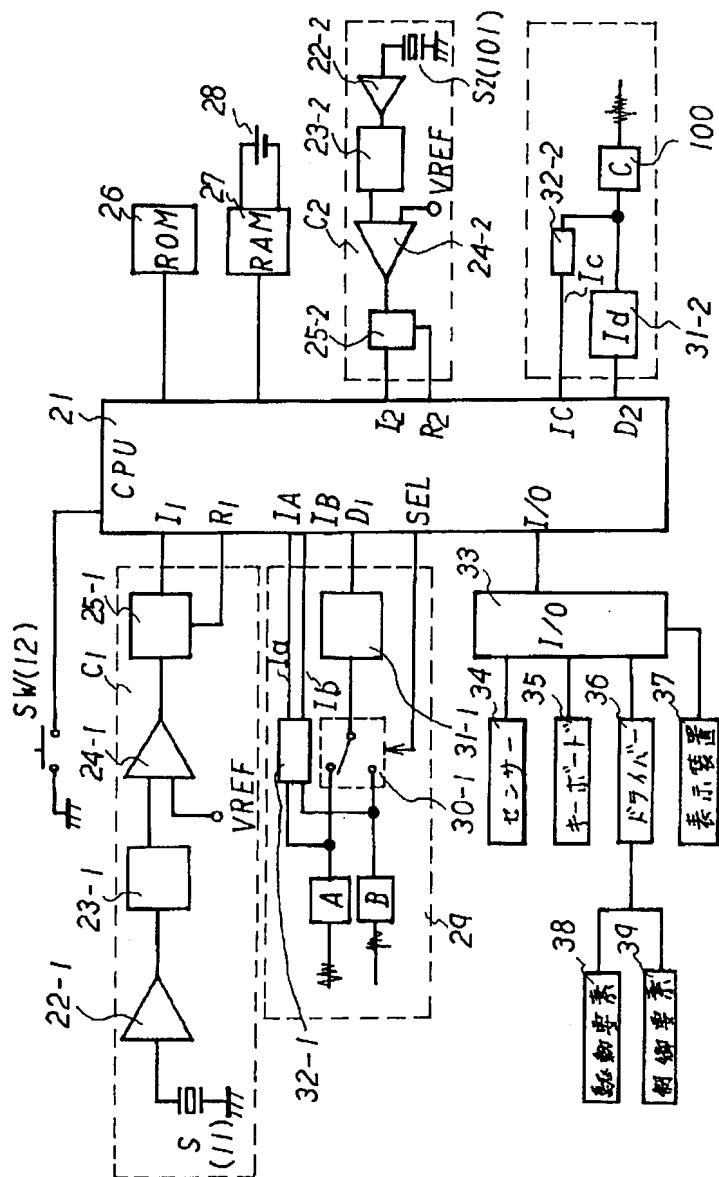 SW(12)
22-1
23-1
24-1
C1
25-1
S
(11)
VREF
21
CPU
I1
R1
IA
IB
D1
SEL
I/O
I2
R2
IC
D2
26
ROM
27
RAM
28
22-2
23-2
C2
24-2
25-2
VREF
S2(101)
32-2
Ic
Id
31-2
C
100
Ia
Ib
32-1
A
B
30-1
31-1
29
33
I/O
34
センサー
35
キーボード
36
ドライバー
37
表示装置
38
駆動要素
39
制御要素